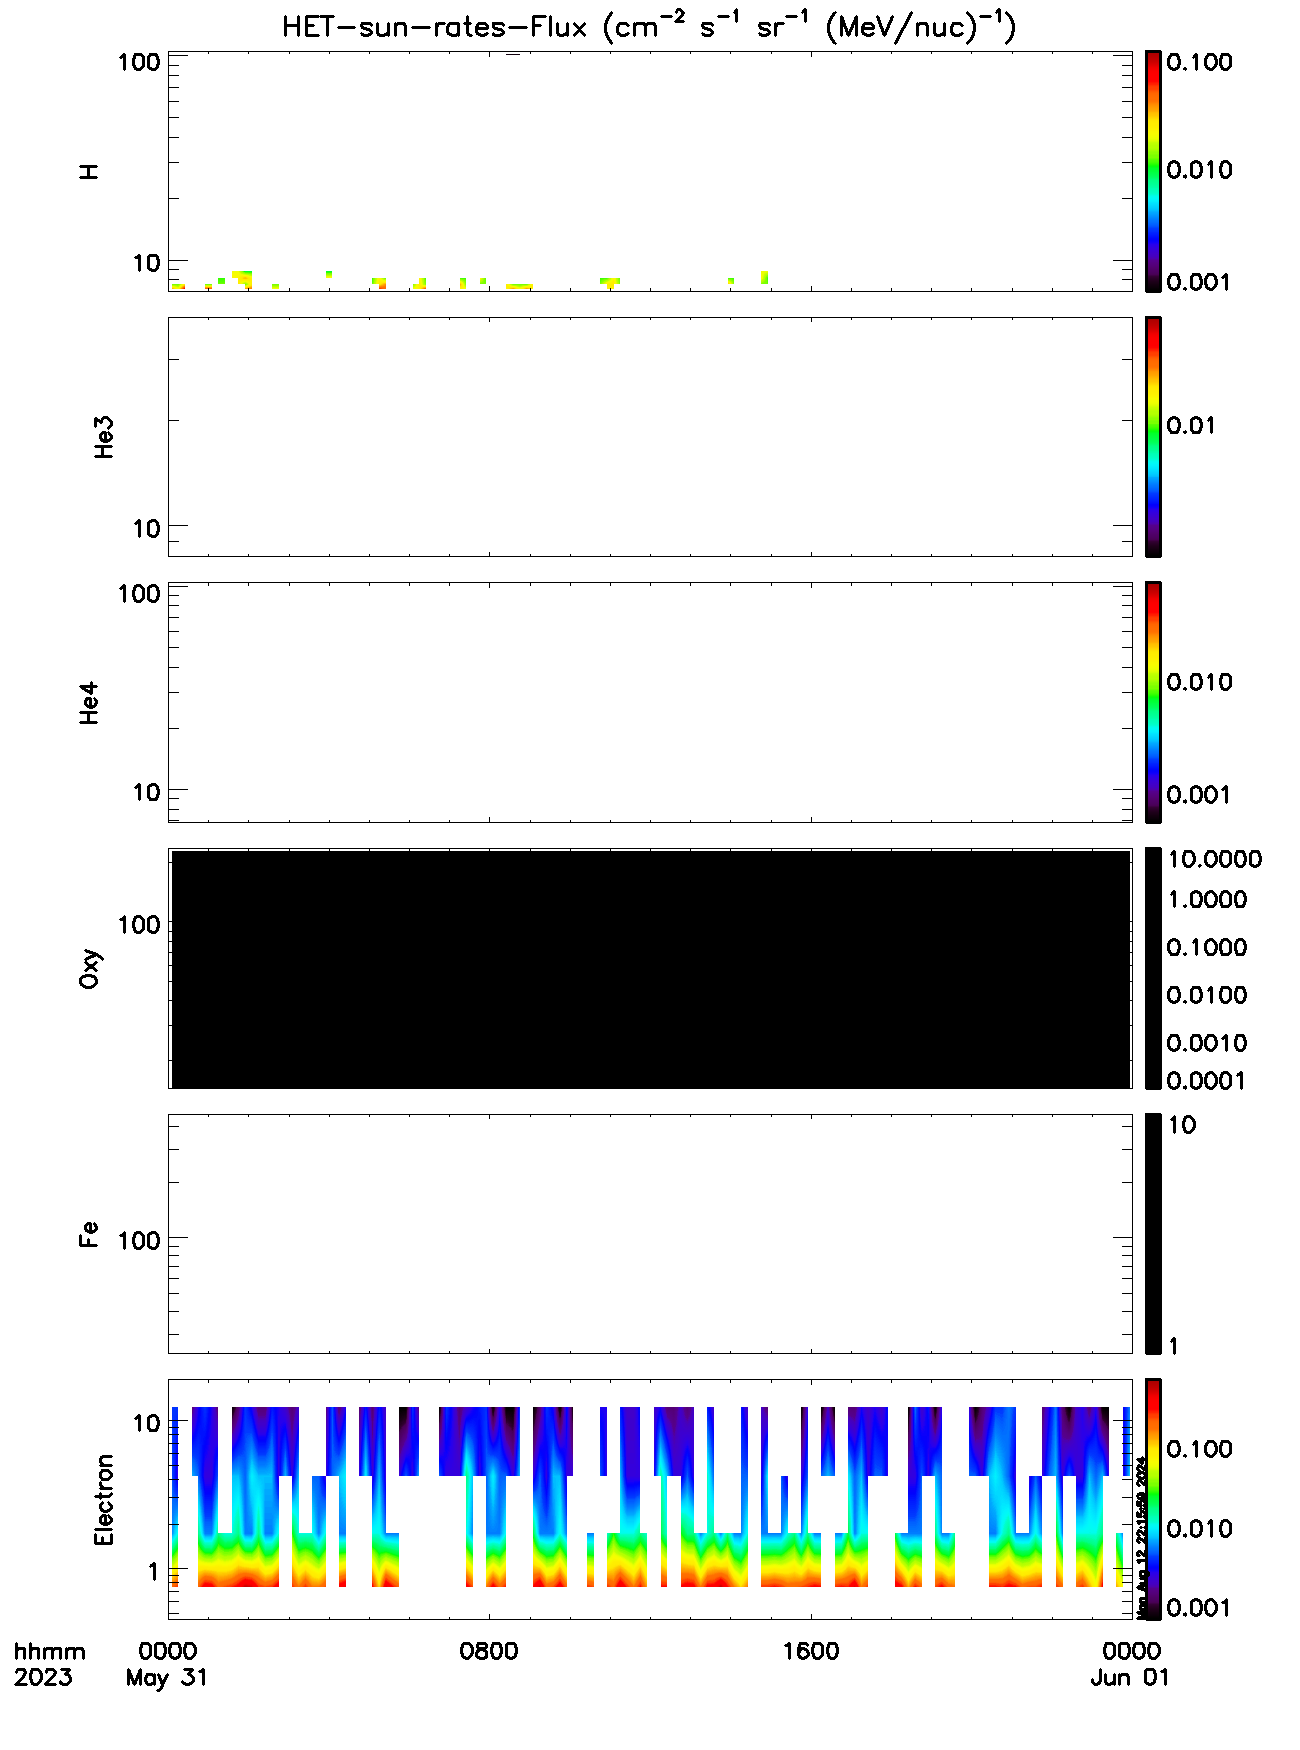 HET-sun-rates-Flux (cm⁻² s⁻¹ sr⁻¹ (MeV/nuc)⁻¹)
H
100
10
0.100
0.010
0.001
He3
10
0.01
He4
100
10
0.010
0.001
Oxy
100
10.0000
1.0000
0.1000
0.0100
0.0010
0.0001
Fe
100
10
1
Electron
10
1
0.100
0.010
0.001
Mon Aug 12 22:15:59 2024
hhmm 0000 0800 1600 0000
2023 May 31 Jun 01